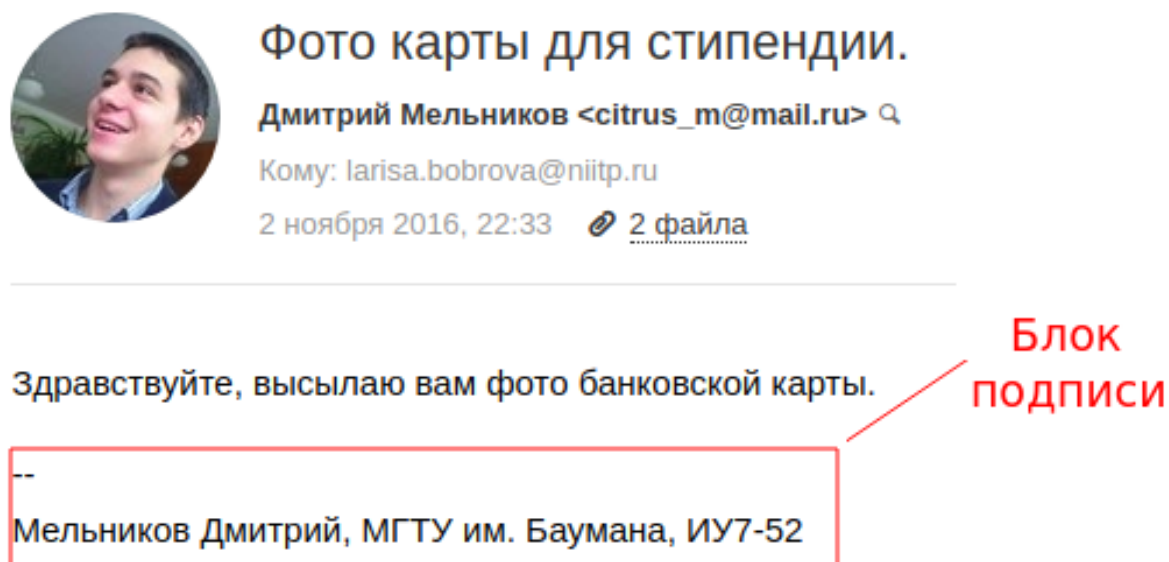 Фото карты для стипендии.
Дмитрий Мельников <citrus_m@mail.ru>
Кому: larisa.bobrova@niitp.ru
2 ноября 2016, 22:33 2 файла
Блок
подписи
Здравствуйте, высылаю вам фото банковской карты.
--
Мельников Дмитрий, МГТУ им. Баумана, ИУ7-52